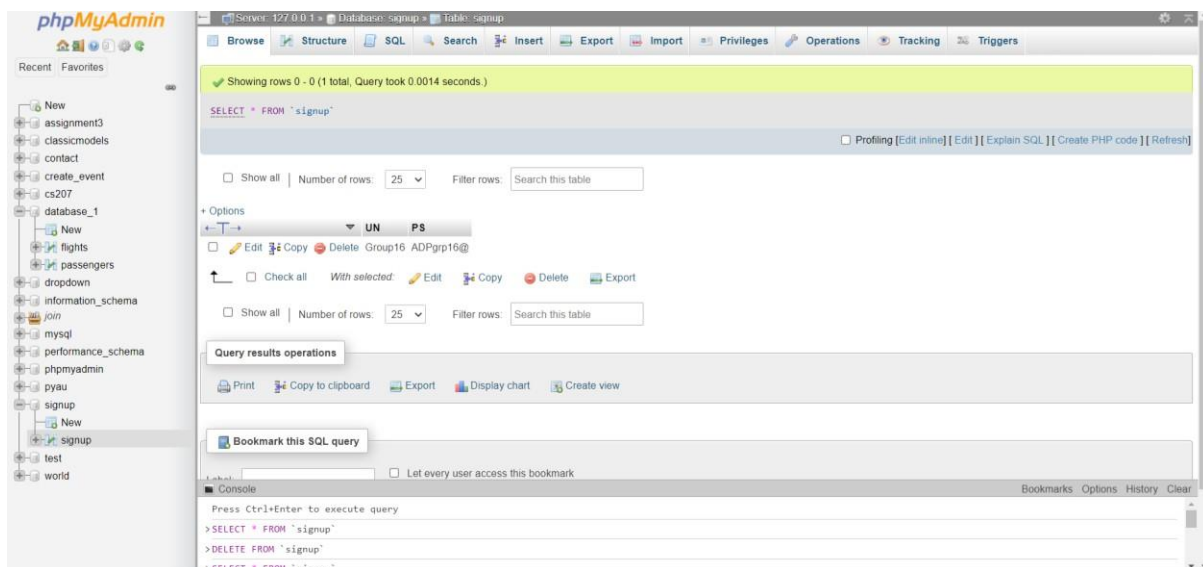 phpMyAdmin
Recent Favorites
New
assignment3
classicmodels
contact
create_event
cs207
database_1
New
flights
passengers
dropdown
information_schema
join
mysql
performance_schema
phpmyadmin
pyau
signup
New
signup
test
world
Server: 127.0.0.1 » Database: signup » Table: signup
Browse Structure SQL Search Insert Export Import Privileges Operations Tracking Triggers
Showing rows 0 - 0 (1 total, Query took 0.0014 seconds.)
SELECT * FROM `signup`
Profiling [Edit inline] [ Edit ] [ Explain SQL ] [ Create PHP code ] [ Refresh]
Show all | Number of rows: 25 Filter rows: Search this table
+ Options
←T→ UN PS
Edit Copy Delete Group16 ADPgrp16@
Check all With selected: Edit Copy Delete Export
Show all | Number of rows: 25 Filter rows: Search this table
Query results operations
Print Copy to clipboard Export Display chart Create view
Bookmark this SQL query
Label: Let every user access this bookmark
Console Bookmarks Options History Clear
Press Ctrl+Enter to execute query
>SELECT * FROM `signup`
>DELETE FROM `signup`
>SELECT * FROM `signup`